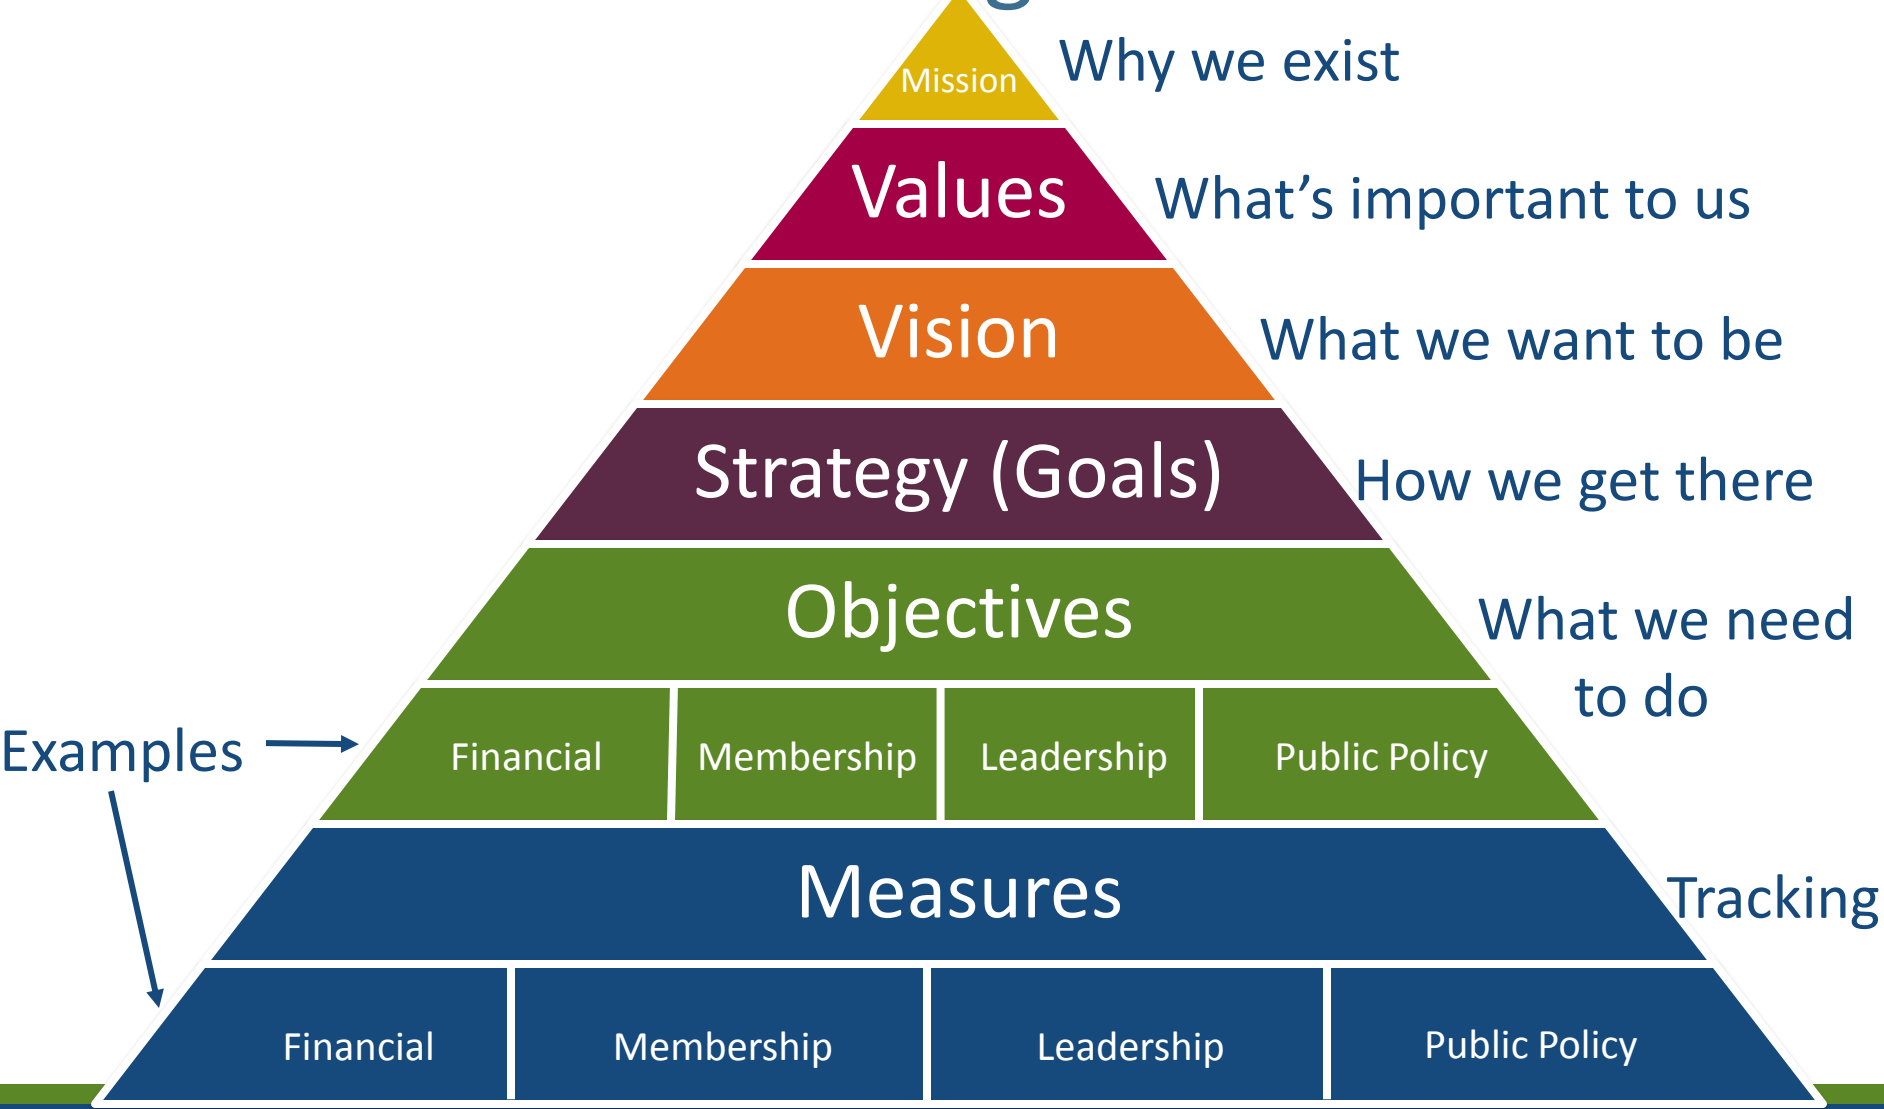 Mission
Why we exist
Values
What's important to us
Vision
What we want to be
Strategy (Goals)
How we get there
Objectives
What we need
to do
Examples
Financial
Membership
Leadership
Public Policy
Measures
Tracking
Financial
Membership
Leadership
Public Policy